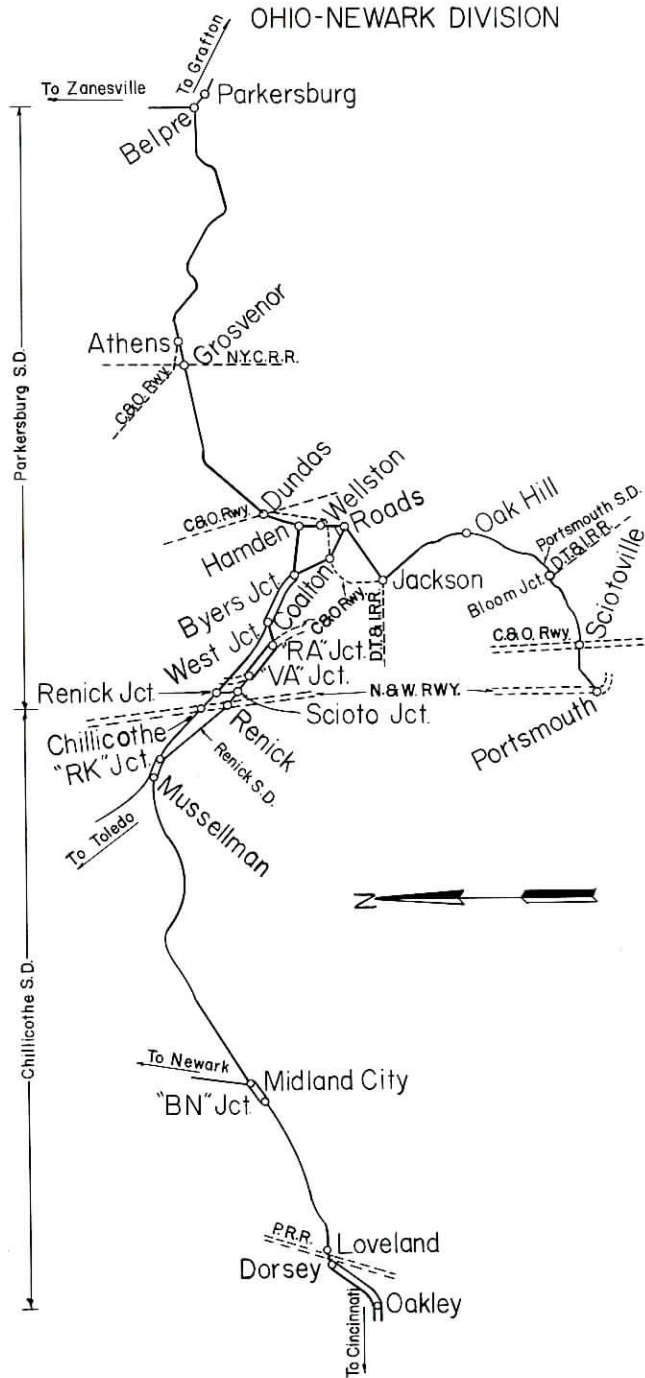 OHIO-NEWARK DIVISION
To Grafton
To Zanesville
Parkersburg
Belpre
Athens
Grosvenor
N.Y.C.R.R.
C.&O. Rwy.
Parkersburg S.D.
Dundas
Wellston
C.&O. Rwy.
Hamden
Roads
Oak Hill
Portsmouth S.D.
D.T.&I.R.R.
Bloom Jct.
Byers Jct.
Coalton
C.&O. Rwy.
Jackson
D.T.&I.RR.
Sciotoville
C.&O. Rwy.
West Jct.
"RA" Jct.
"VA" Jct.
Renick Jct.
N.&W. RWY.
Scioto Jct.
Portsmouth
Chillicothe
Renick
"RK" Jct.
Renick S.D.
Mussellman
To Toledo
N
Chillicothe S.D.
To Newark
Midland City
"BN" Jct.
P.R.R.
Loveland
Dorsey
Oakley
To Cincinnati